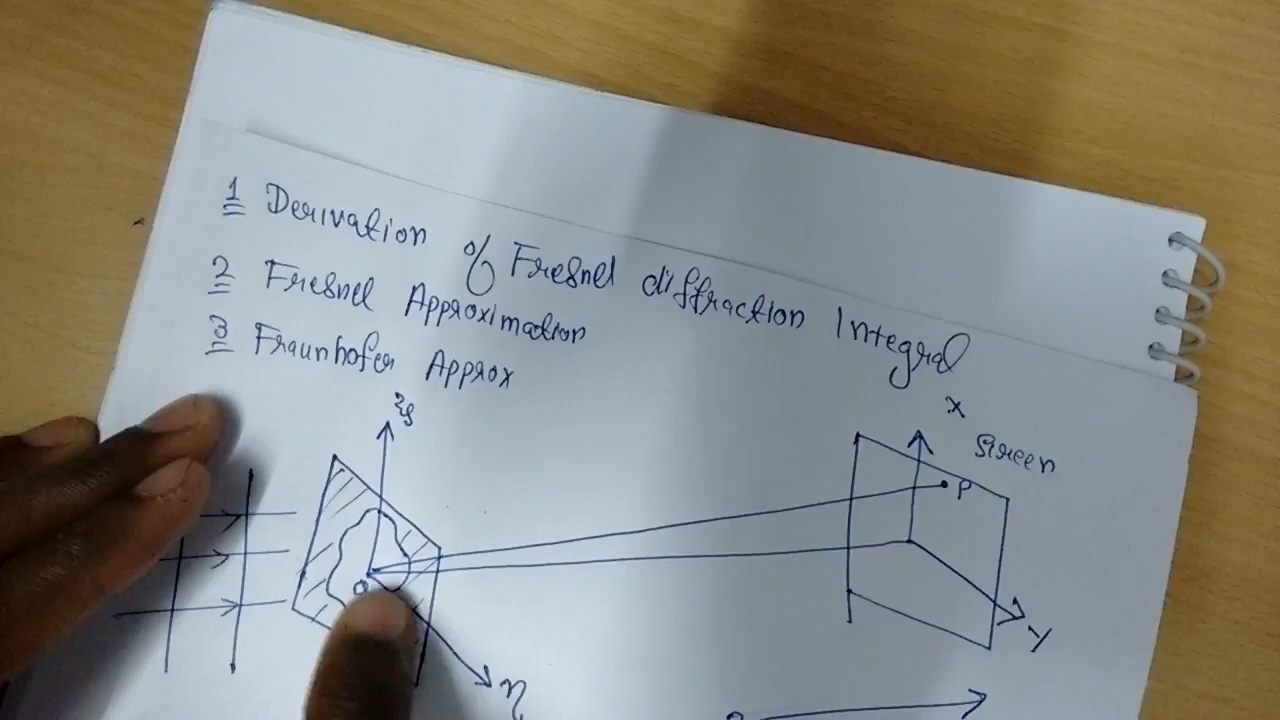 1 Derivation of Fresnel diffraction Integral
2 Fresnel Approximation
3 Fraunhofer Approx
x
Screen
P
O
y
η